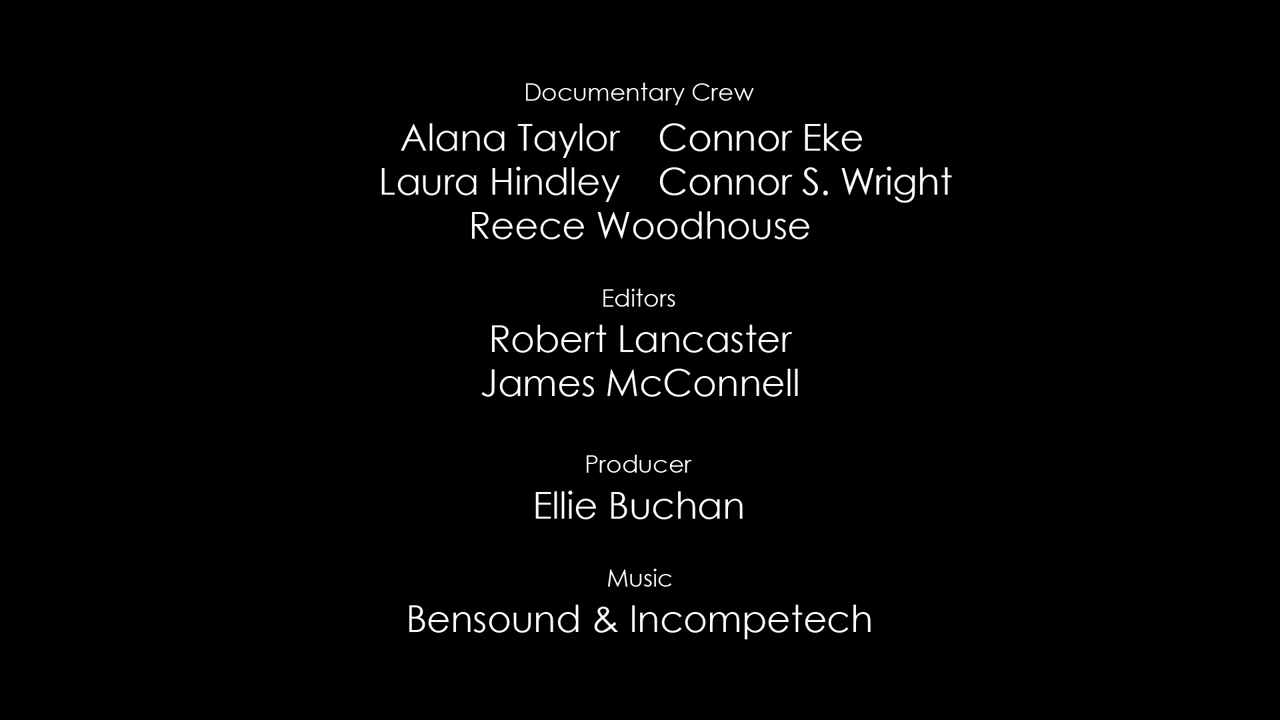 Documentary Crew
Alana Taylor Connor Eke
Laura Hindley Connor S. Wright
Reece Woodhouse
Editors
Robert Lancaster
James McConnell
Producer
Ellie Buchan
Music
Bensound & Incompetech